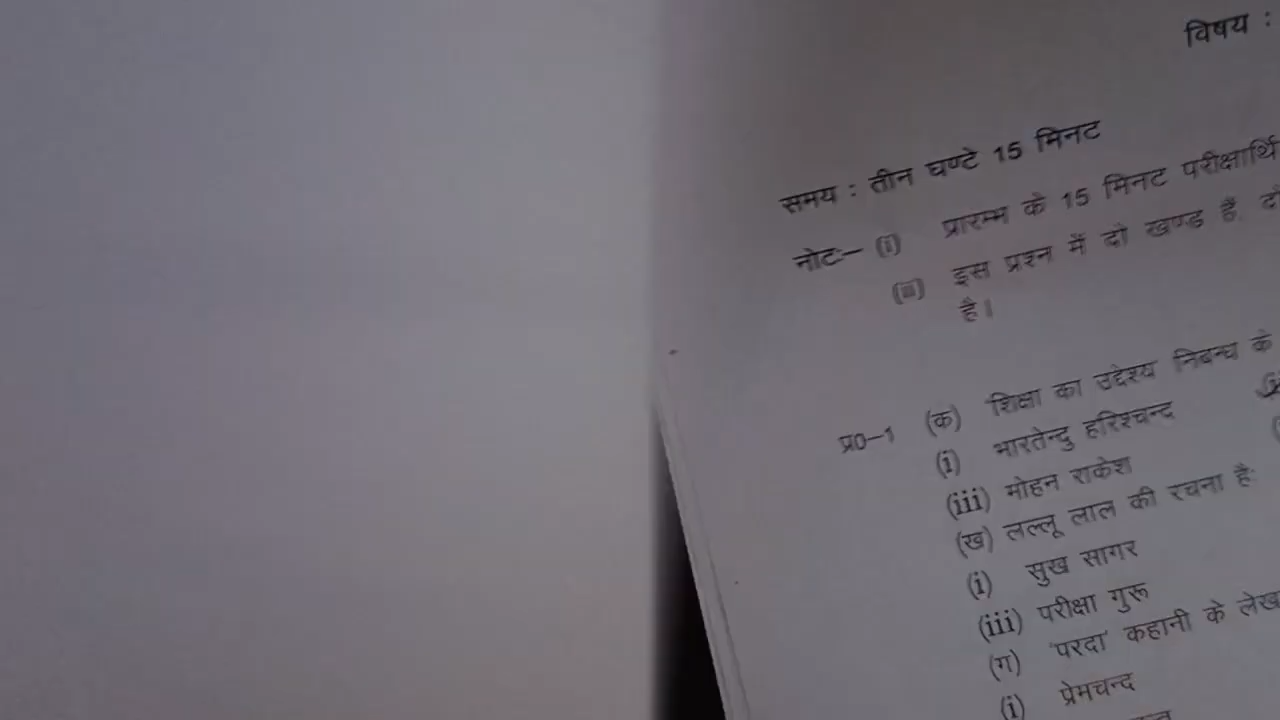 विषय :
समय : तीन घण्टे 15 मिनट
नोटः– (i) प्रारम्भ के 15 मिनट परीक्षार्थि
(ii) इस प्रश्न में दो खण्ड हैं, दो
है।
प्र0–1 (क) शिक्षा का उद्देश्य निबन्ध के
(i) भारतेन्दु हरिश्चन्द
(iii) मोहन राकेश
(ख) लल्लू लाल की रचना हैः
(i) सुख सागर
(iii) परीक्षा गुरू
(ग) 'परदा' कहानी के लेख
(i) प्रेमचन्द